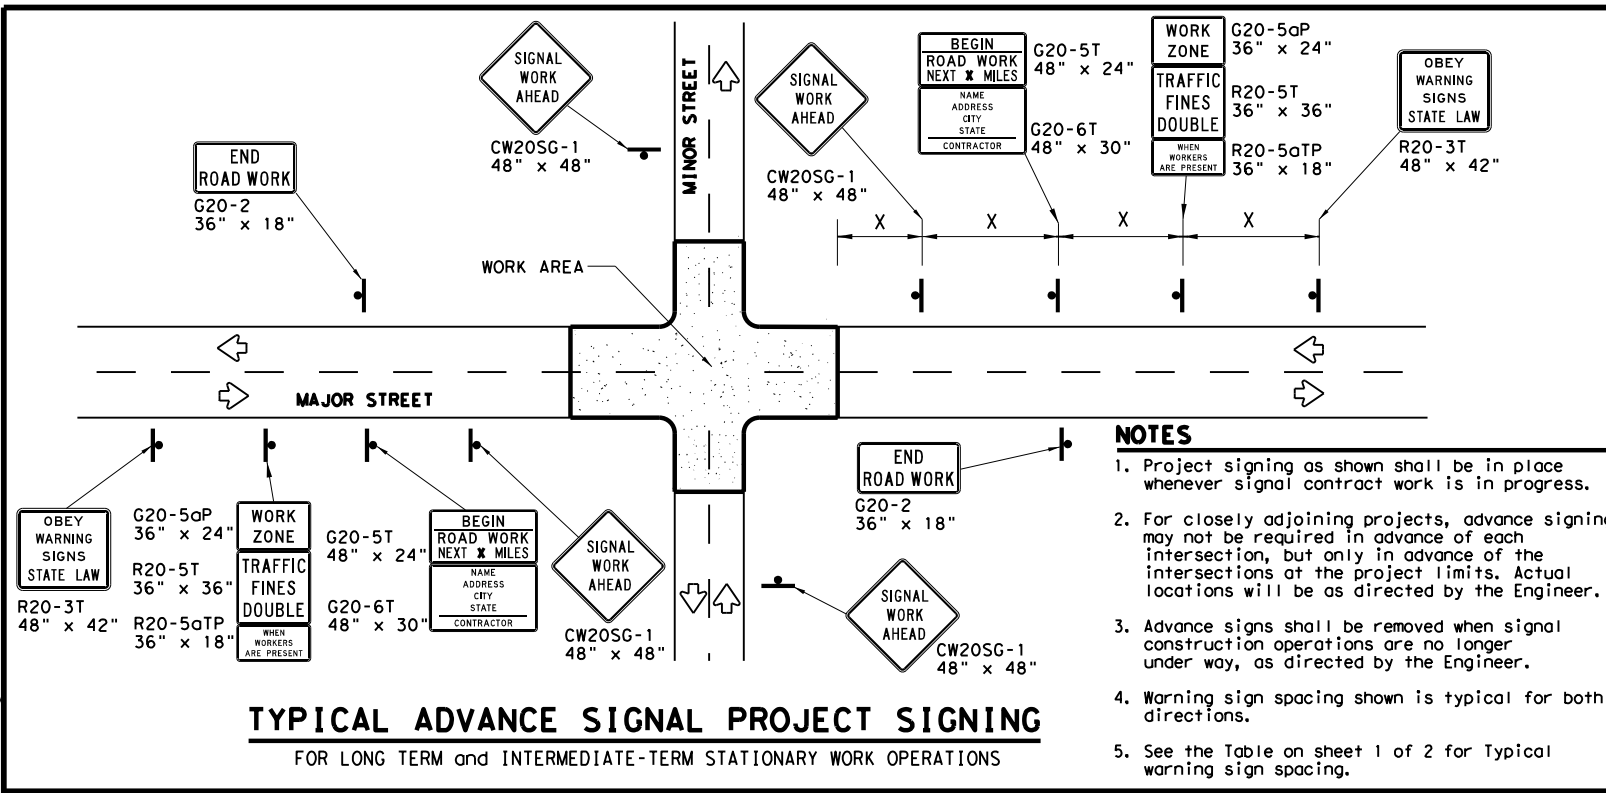 SIGNAL
WORK
AHEAD
CW20SG-1
48" x 48"
END
ROAD WORK
G20-2
36" x 18"
WORK AREA
MINOR STREET
SIGNAL
WORK
AHEAD
CW20SG-1
48" x 48"
BEGIN
ROAD WORK
NEXT X MILES
NAME
ADDRESS
CITY
STATE
CONTRACTOR
G20-5T
48" x 24"
G20-6T
48" x 30"
WORK
ZONE
TRAFFIC
FINES
DOUBLE
WHEN
WORKERS
ARE PRESENT
G20-5aP
36" x 24"
R20-5T
36" x 36"
R20-5aTP
36" x 18"
OBEY
WARNING
SIGNS
STATE LAW
R20-3T
48" x 42"
X X X X
MAJOR STREET
OBEY
WARNING
SIGNS
STATE LAW
R20-3T
48" x 42"
G20-5aP
36" x 24"
R20-5T
36" x 36"
R20-5aTP
36" x 18"
WORK
ZONE
TRAFFIC
FINES
DOUBLE
WHEN
WORKERS
ARE PRESENT
G20-5T
48" x 24"
G20-6T
48" x 30"
BEGIN
ROAD WORK
NEXT X MILES
NAME
ADDRESS
CITY
STATE
CONTRACTOR
SIGNAL
WORK
AHEAD
CW20SG-1
48" x 48"
END
ROAD WORK
G20-2
36" x 18"
SIGNAL
WORK
AHEAD
CW20SG-1
48" x 48"
TYPICAL ADVANCE SIGNAL PROJECT SIGNING
FOR LONG TERM and INTERMEDIATE-TERM STATIONARY WORK OPERATIONS
NOTES
1. Project signing as shown shall be in place
whenever signal contract work is in progress.
2. For closely adjoining projects, advance signing
may not be required in advance of each
intersection, but only in advance of the
intersections at the project limits. Actual
locations will be as directed by the Engineer.
3. Advance signs shall be removed when signal
construction operations are no longer
under way, as directed by the Engineer.
4. Warning sign spacing shown is typical for both
directions.
5. See the Table on sheet 1 of 2 for Typical
warning sign spacing.